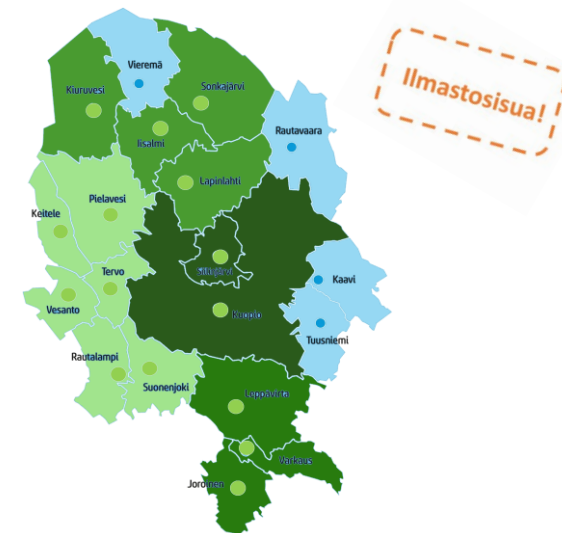 Vieremä
Kiuruvesi
Sonkajärvi
Ilmastosisua!
Iisalmi
Rautavaara
Lapinlahti
Pielavesi
Keitele
Siilinjärvi
Tervo
Kaavi
Vesanto
Kuopio
Tuusniemi
Rautalampi
Suonenjoki
Leppävirta
Varkaus
Joroinen